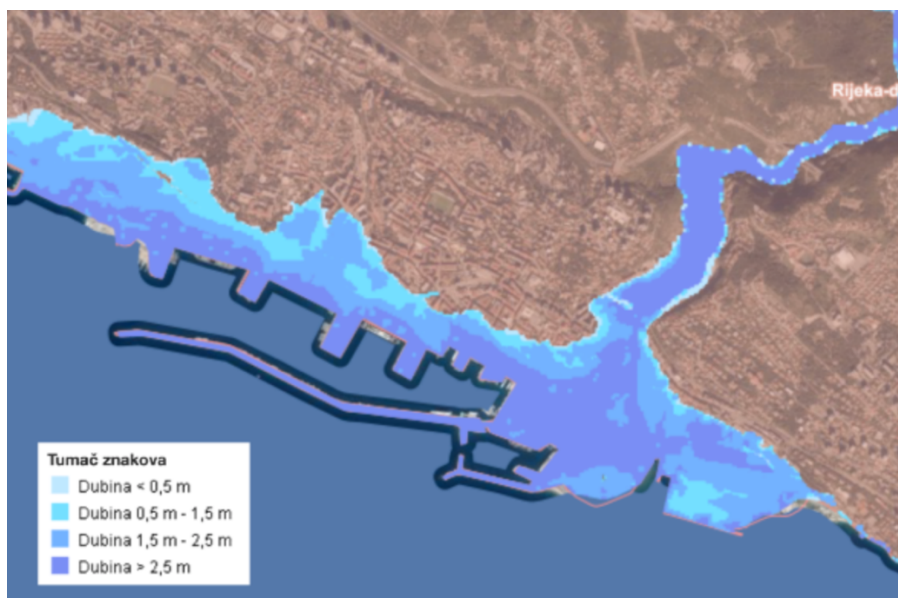 Rijeka-d
Tumač znakova
Dubina < 0,5 m
Dubina 0,5 m - 1,5 m
Dubina 1,5 m - 2,5 m
Dubina > 2,5 m